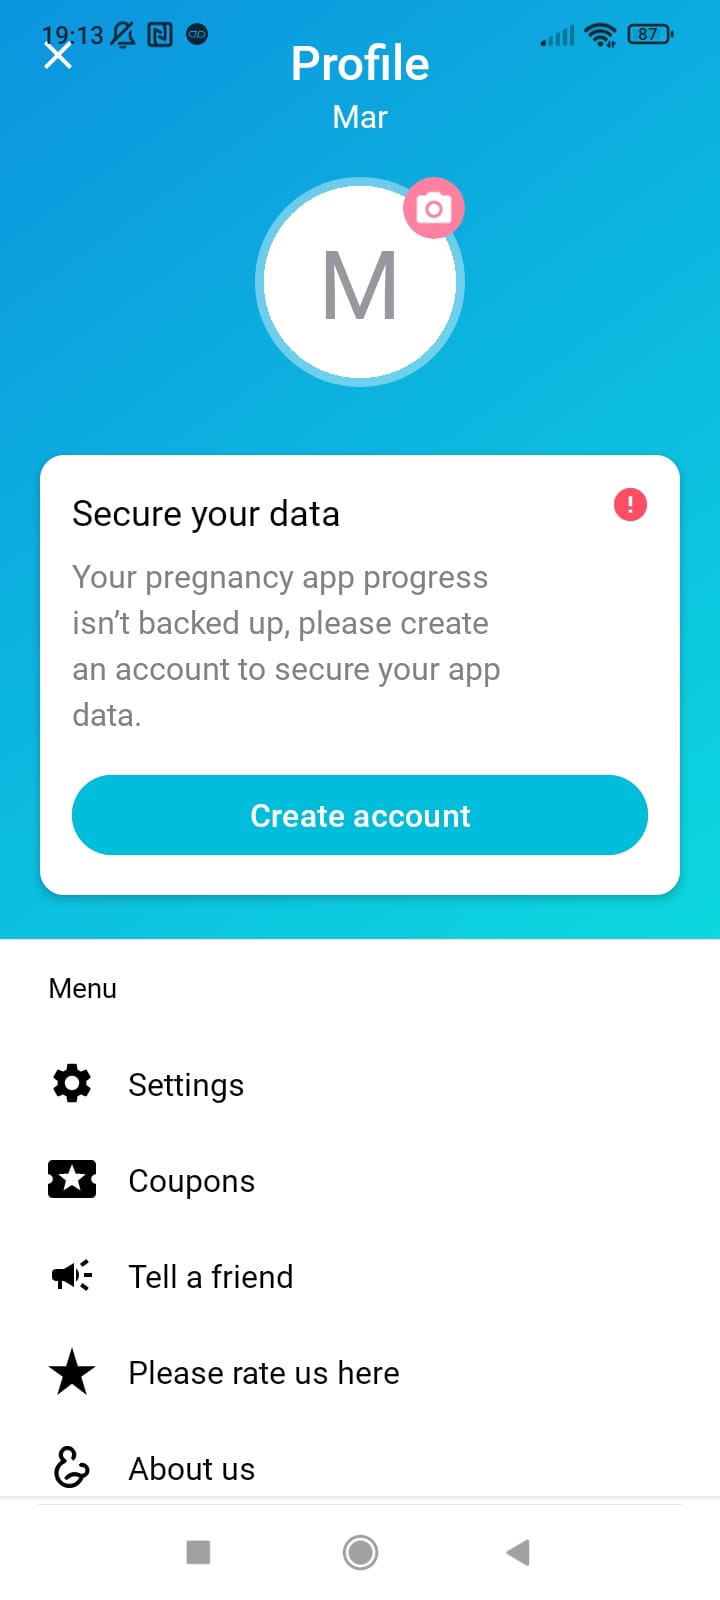 19:13
87
Profile
Mar
M
Secure your data
Your pregnancy app progress
isn’t backed up, please create
an account to secure your app
data.
Create account
Menu
Settings
Coupons
Tell a friend
Please rate us here
About us